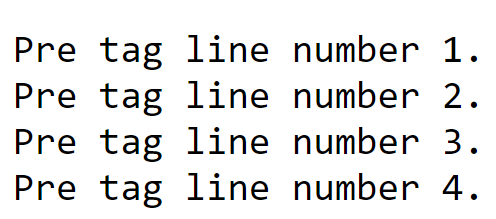 Pre tag line number 1.
Pre tag line number 2.
Pre tag line number 3.
Pre tag line number 4.